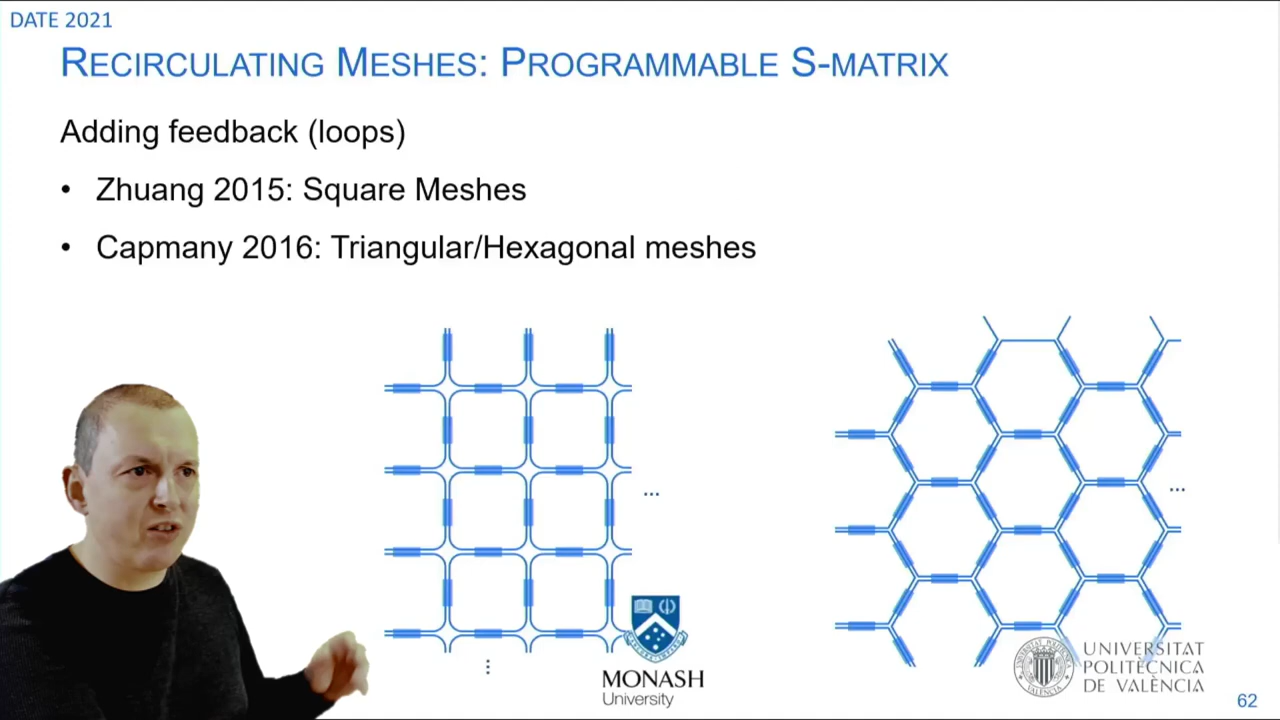 DATE 2021
RECIRCULATING MESHES: PROGRAMMABLE S-MATRIX
Adding feedback (loops)
• Zhuang 2015: Square Meshes
• Capmany 2016: Triangular/Hexagonal meshes
...
...
⋮
MONASH
University
UNIVERSITAT
POLITÈCNICA
DE VALÈNCIA
62